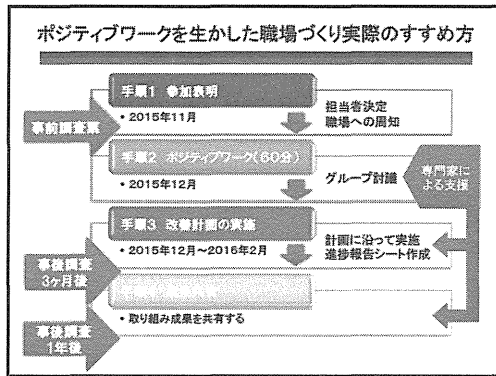 ポジティブワークを生かした職場づくり実際のすすめ方
手順1 参加表明
事前調査票
・2015年11月
担当者決定
職場への周知
手順2 ポジティブワーク(60分)
・2015年12月
グループ討議
専門家に
よる支援
手順3 改善計画の実施
・2015年12月～2016年2月
計画に沿って実施
進捗報告シート作成
事後調査
3ヶ月後
・取り組み成果を共有する
事後調査
1年後